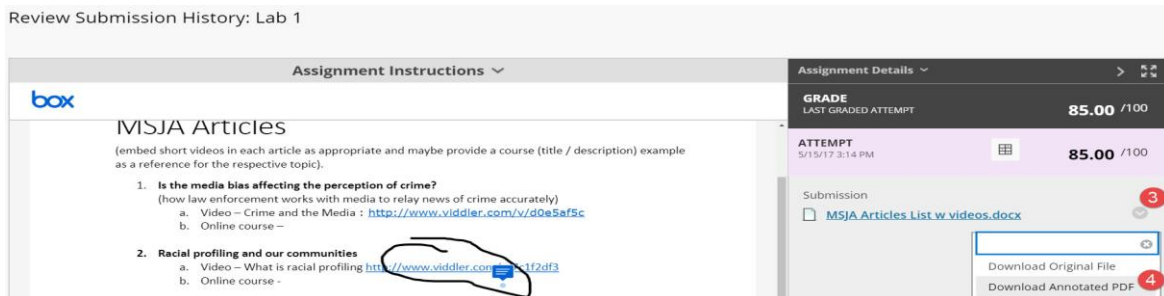 Review Submission History: Lab 1
Assignment Instructions
box
MSJA Articles
(embed short videos in each article as appropriate and maybe provide a course (title / description) example
as a reference for the respective topic).
1. Is the media bias affecting the perception of crime?
(how law enforcement works with media to relay news of crime accurately)
a. Video – Crime and the Media : http://www.viddler.com/v/d0e5af5c
b. Online course –
2. Racial profiling and our communities
a. Video – What is racial profiling http://www.viddler.com
b. Online course -
Assignment Details
GRADE
LAST GRADED ATTEMPT
85.00 /100
ATTEMPT
5/15/17 3:14 PM
85.00 /100
Submission
3
MSJA Articles List w videos.docx
Download Original File
Download Annotated PDF
4